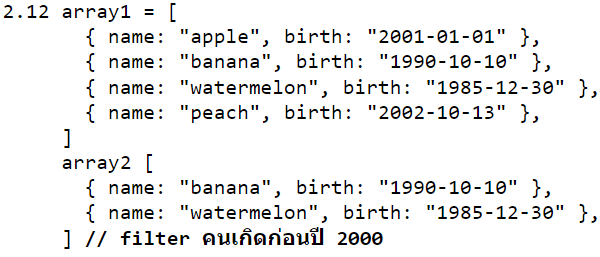 2.12 array1 = [
{ name: "apple", birth: "2001-01-01" },
{ name: "banana", birth: "1990-10-10" },
{ name: "watermelon", birth: "1985-12-30" },
{ name: "peach", birth: "2002-10-13" },
]
array2 [
{ name: "banana", birth: "1990-10-10" },
{ name: "watermelon", birth: "1985-12-30" },
] // filter คนเกิดก่อนปี 2000